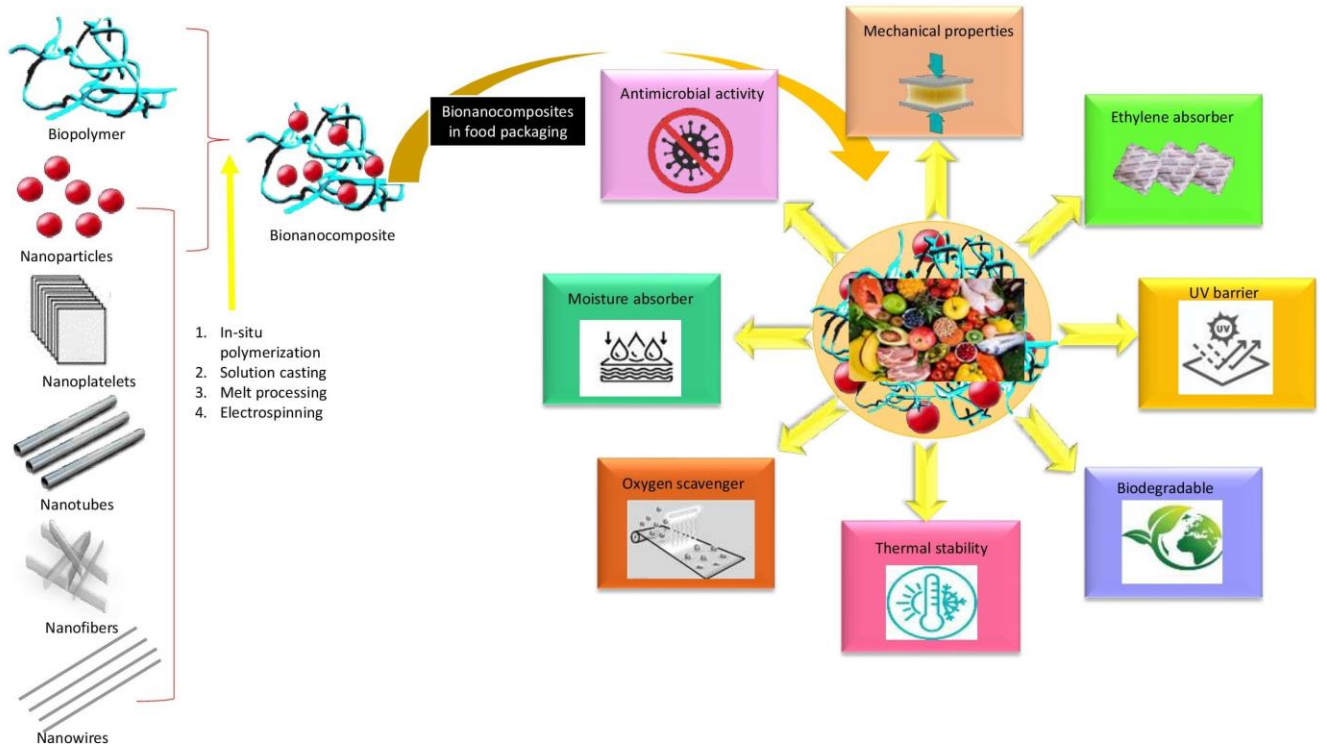 Biopolymer
Nanoparticles
Nanoplatelets
Nanotubes
Nanofibers
Nanowires
1. In-situ
polymerization
2. Solution casting
3. Melt processing
4. Electrospinning
Bionanocomposite
Bionanocomposites
in food packaging
Mechanical properties
Antimicrobial activity
Ethylene absorber
Moisture absorber
UV barrier
UV
Oxygen scavenger
Biodegradable
Thermal stability